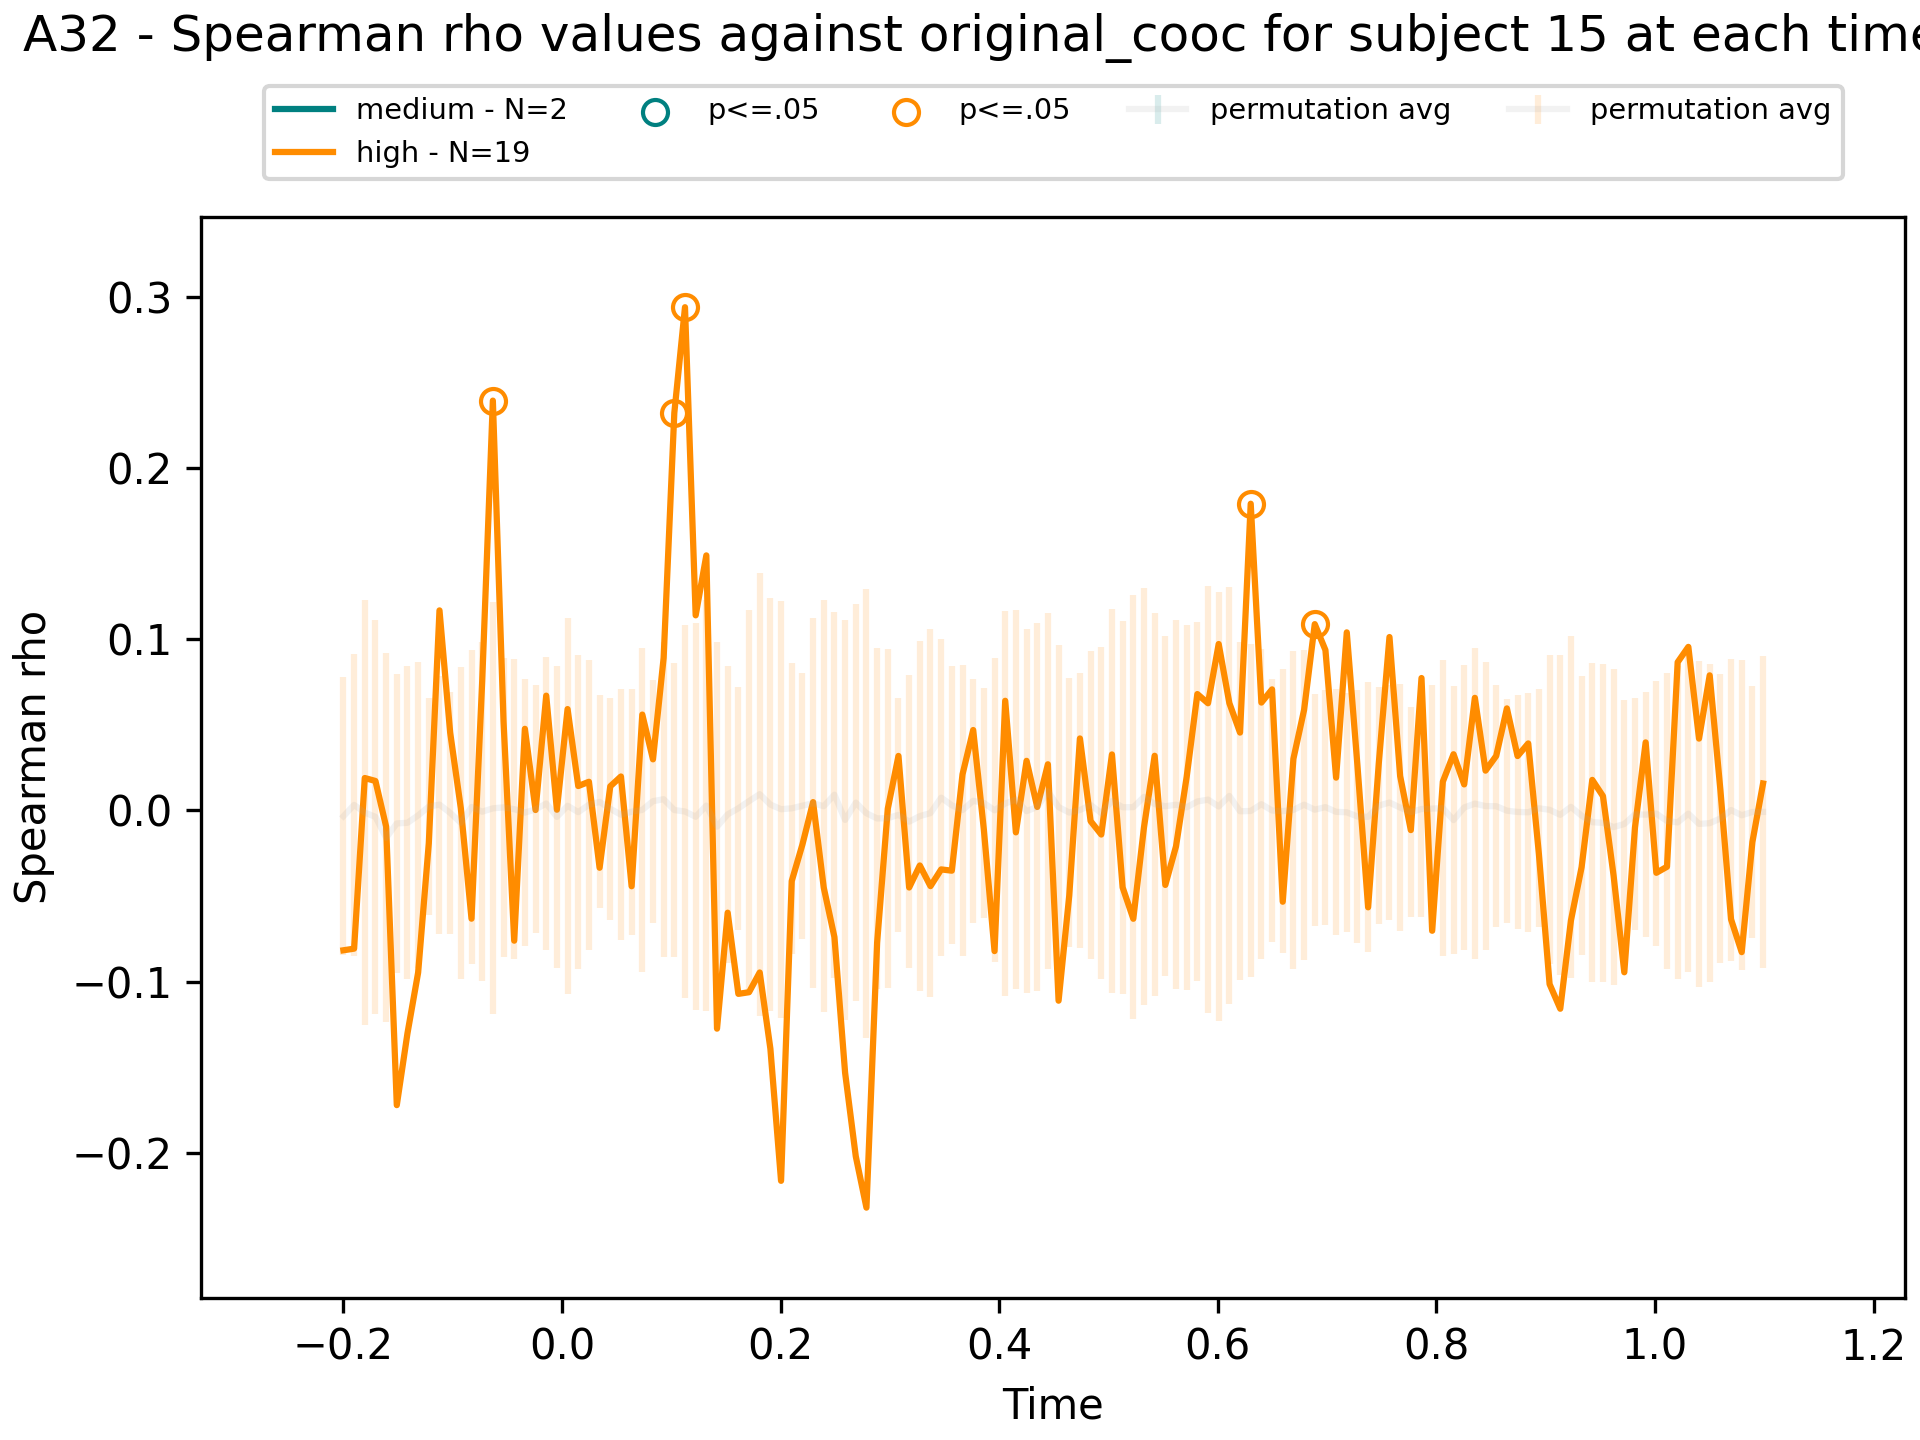 A32 - Spearman rho values against original_cooc for subject 15 at each time
medium - N=2
high - N=19
p<=.05
p<=.05
permutation avg
permutation avg
Spearman rho
0.3
0.2
0.1
0.0
−0.1
−0.2
−0.2
0.0
0.2
0.4
0.6
0.8
1.0
1.2
Time